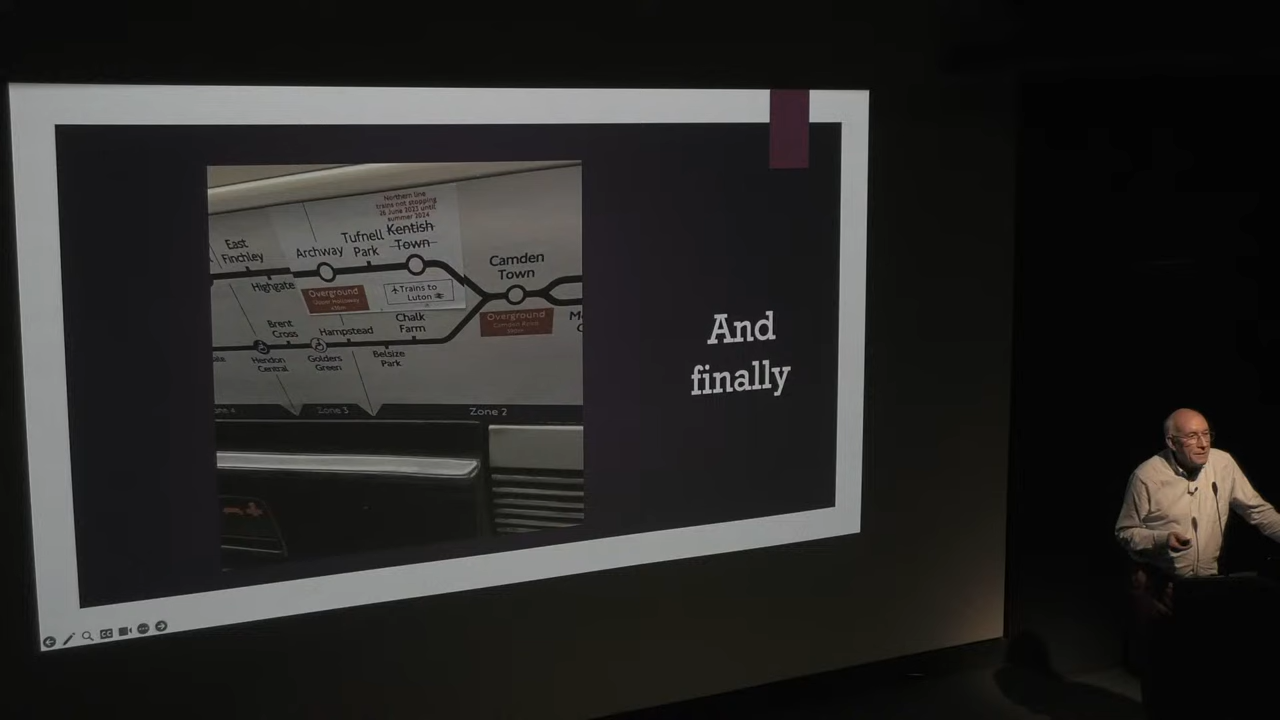 Northern line
trains not stopping
26 June 2023 until
summer 2024
Kentish
Town
Tufnell
Park
Archway
East
Finchley
Highgate
Camden
Town
Overground
Trains to
Luton
Overground
Chalk
Farm
Brent
Cross
Hampstead
Hendon
Central
Golders
Green
Belsize
Park
Zone 3
Zone 2
And
finally
CC